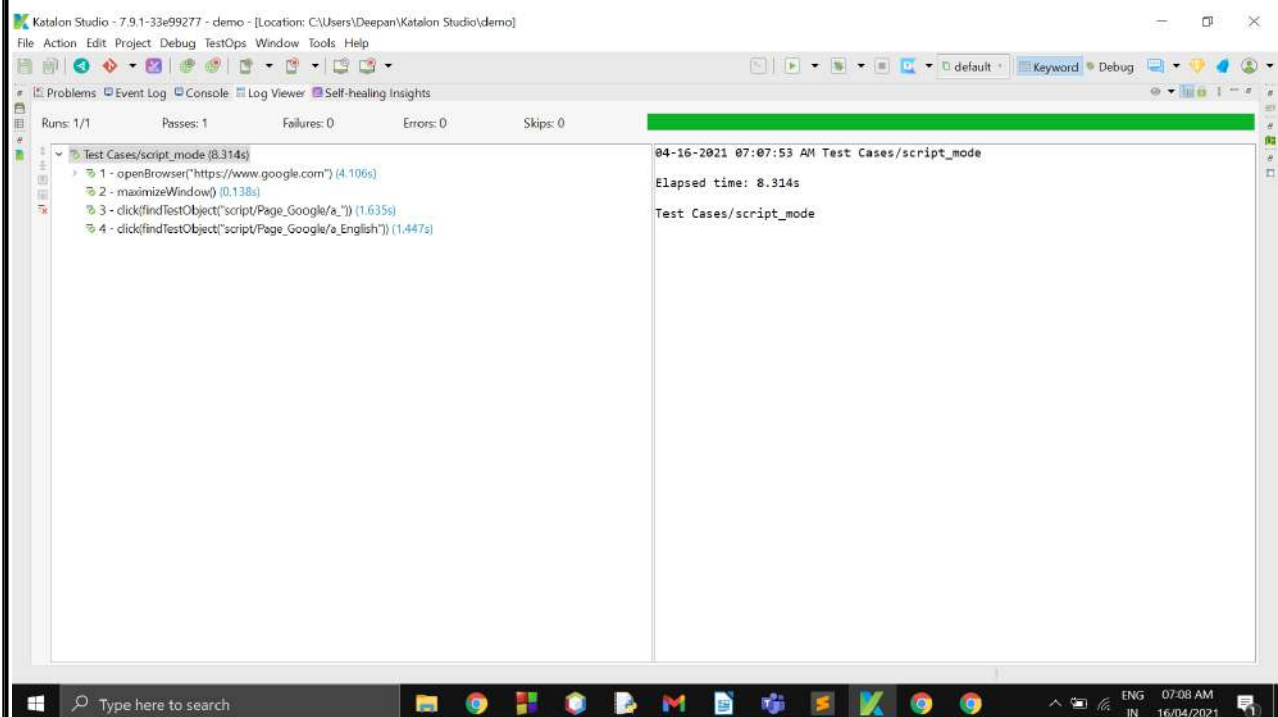 Katalon Studio - 7.9.1-33e99277 - demo - [Location: C:\Users\Deepan\Katalon Studio\demo]
File Action Edit Project Debug TestOps Window Tools Help
default Keyword Debug
Problems Event Log Console Log Viewer Self-healing Insights
Runs: 1/1 Passes: 1 Failures: 0 Errors: 0 Skips: 0
Test Cases/script_mode (8.314s)
1 - openBrowser("https://www.google.com") (4.106s)
2 - maximizeWindow() (0.138s)
3 - click(findTestObject("script/Page_Google/a_")) (1.635s)
4 - click(findTestObject("script/Page_Google/a_English")) (1.447s)
04-16-2021 07:07:53 AM Test Cases/script_mode
Elapsed time: 8.314s
Test Cases/script_mode
Type here to search
ENG 07:08 AM
IN 16/04/2021